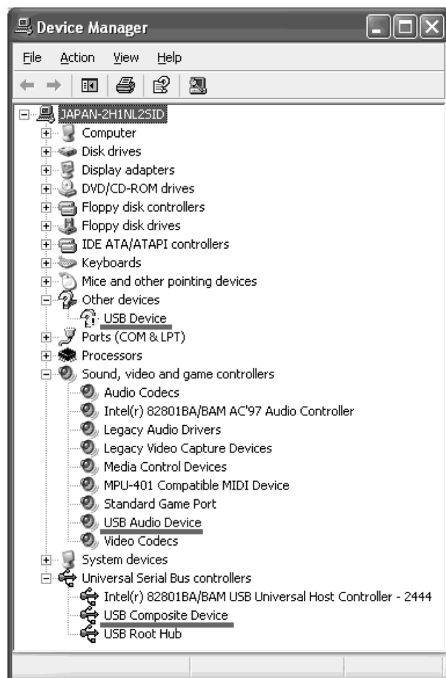 Device Manager
File Action View Help
JAPAN-2H1NL2SID
Computer
Disk drives
Display adapters
DVD/CD-ROM drives
Floppy disk controllers
Floppy disk drives
IDE ATA/ATAPI controllers
Keyboards
Mice and other pointing devices
Other devices
USB Device
Ports (COM & LPT)
Processors
Sound, video and game controllers
Audio Codecs
Intel(r) 82801BA/BAM AC'97 Audio Controller
Legacy Audio Drivers
Legacy Video Capture Devices
Media Control Devices
MPU-401 Compatible MIDI Device
Standard Game Port
USB Audio Device
Video Codecs
System devices
Universal Serial Bus controllers
Intel(r) 82801BA/BAM USB Universal Host Controller - 2444
USB Composite Device
USB Root Hub